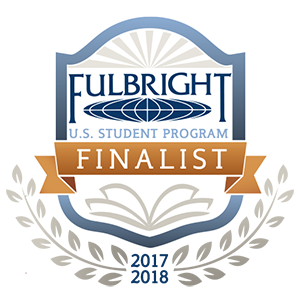 FULBRIGHT
U.S. STUDENT PROGRAM
FINALIST
2017
2018